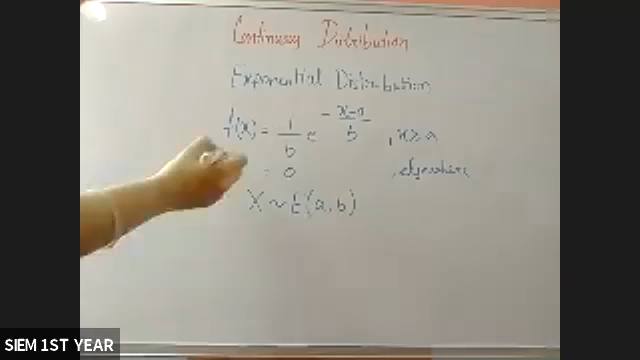 Continuous Distribution
Exponential Distribution
f(x) = 1/b e^{-(x-a)/b} , x ≥ a
= 0 , elsewhere
X ~ E(a, b)
SIEM 1ST YEAR